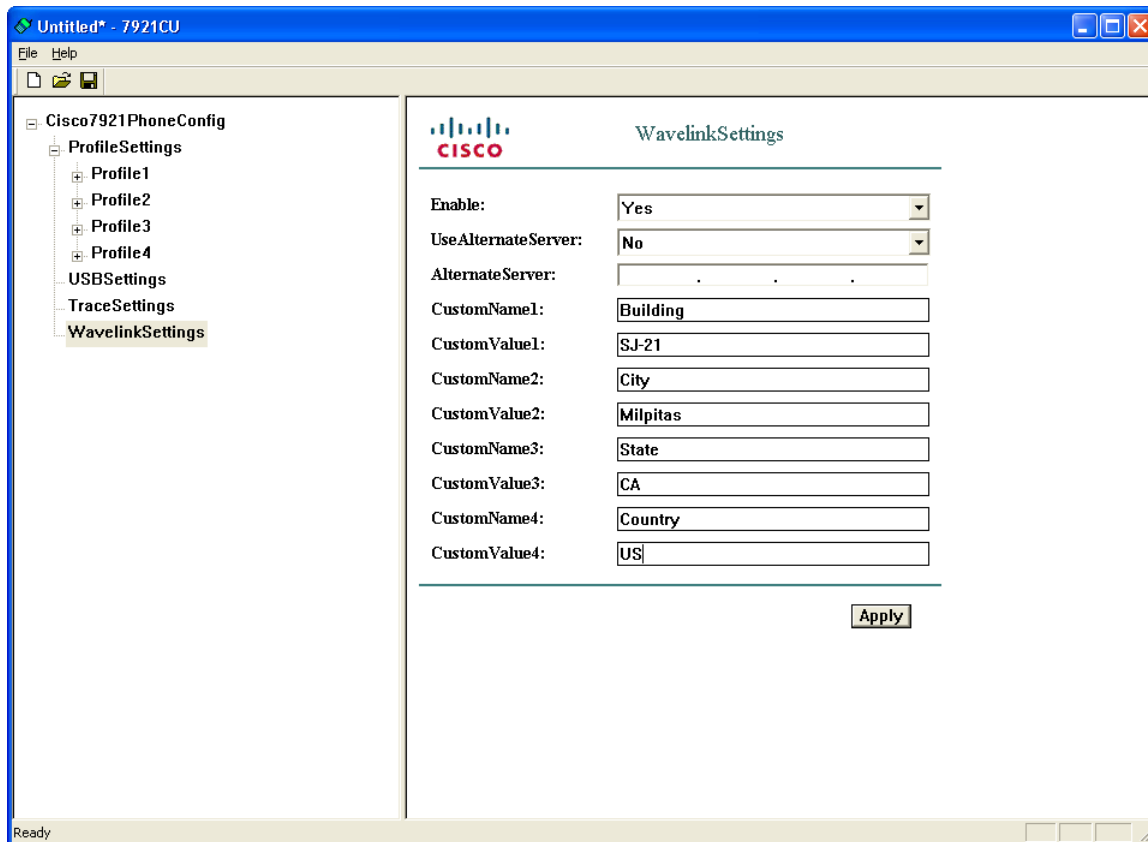 Untitled* - 7921CU
File Help
Cisco7921PhoneConfig
ProfileSettings
Profile1
Profile2
Profile3
Profile4
USBSettings
TraceSettings
WavelinkSettings
CISCO
WavelinkSettings
Enable: Yes
UseAlternateServer: No
AlternateServer: . . .
CustomName1: Building
CustomValue1: SJ-21
CustomName2: City
CustomValue2: Milpitas
CustomName3: State
CustomValue3: CA
CustomName4: Country
CustomValue4: US
Apply
Ready